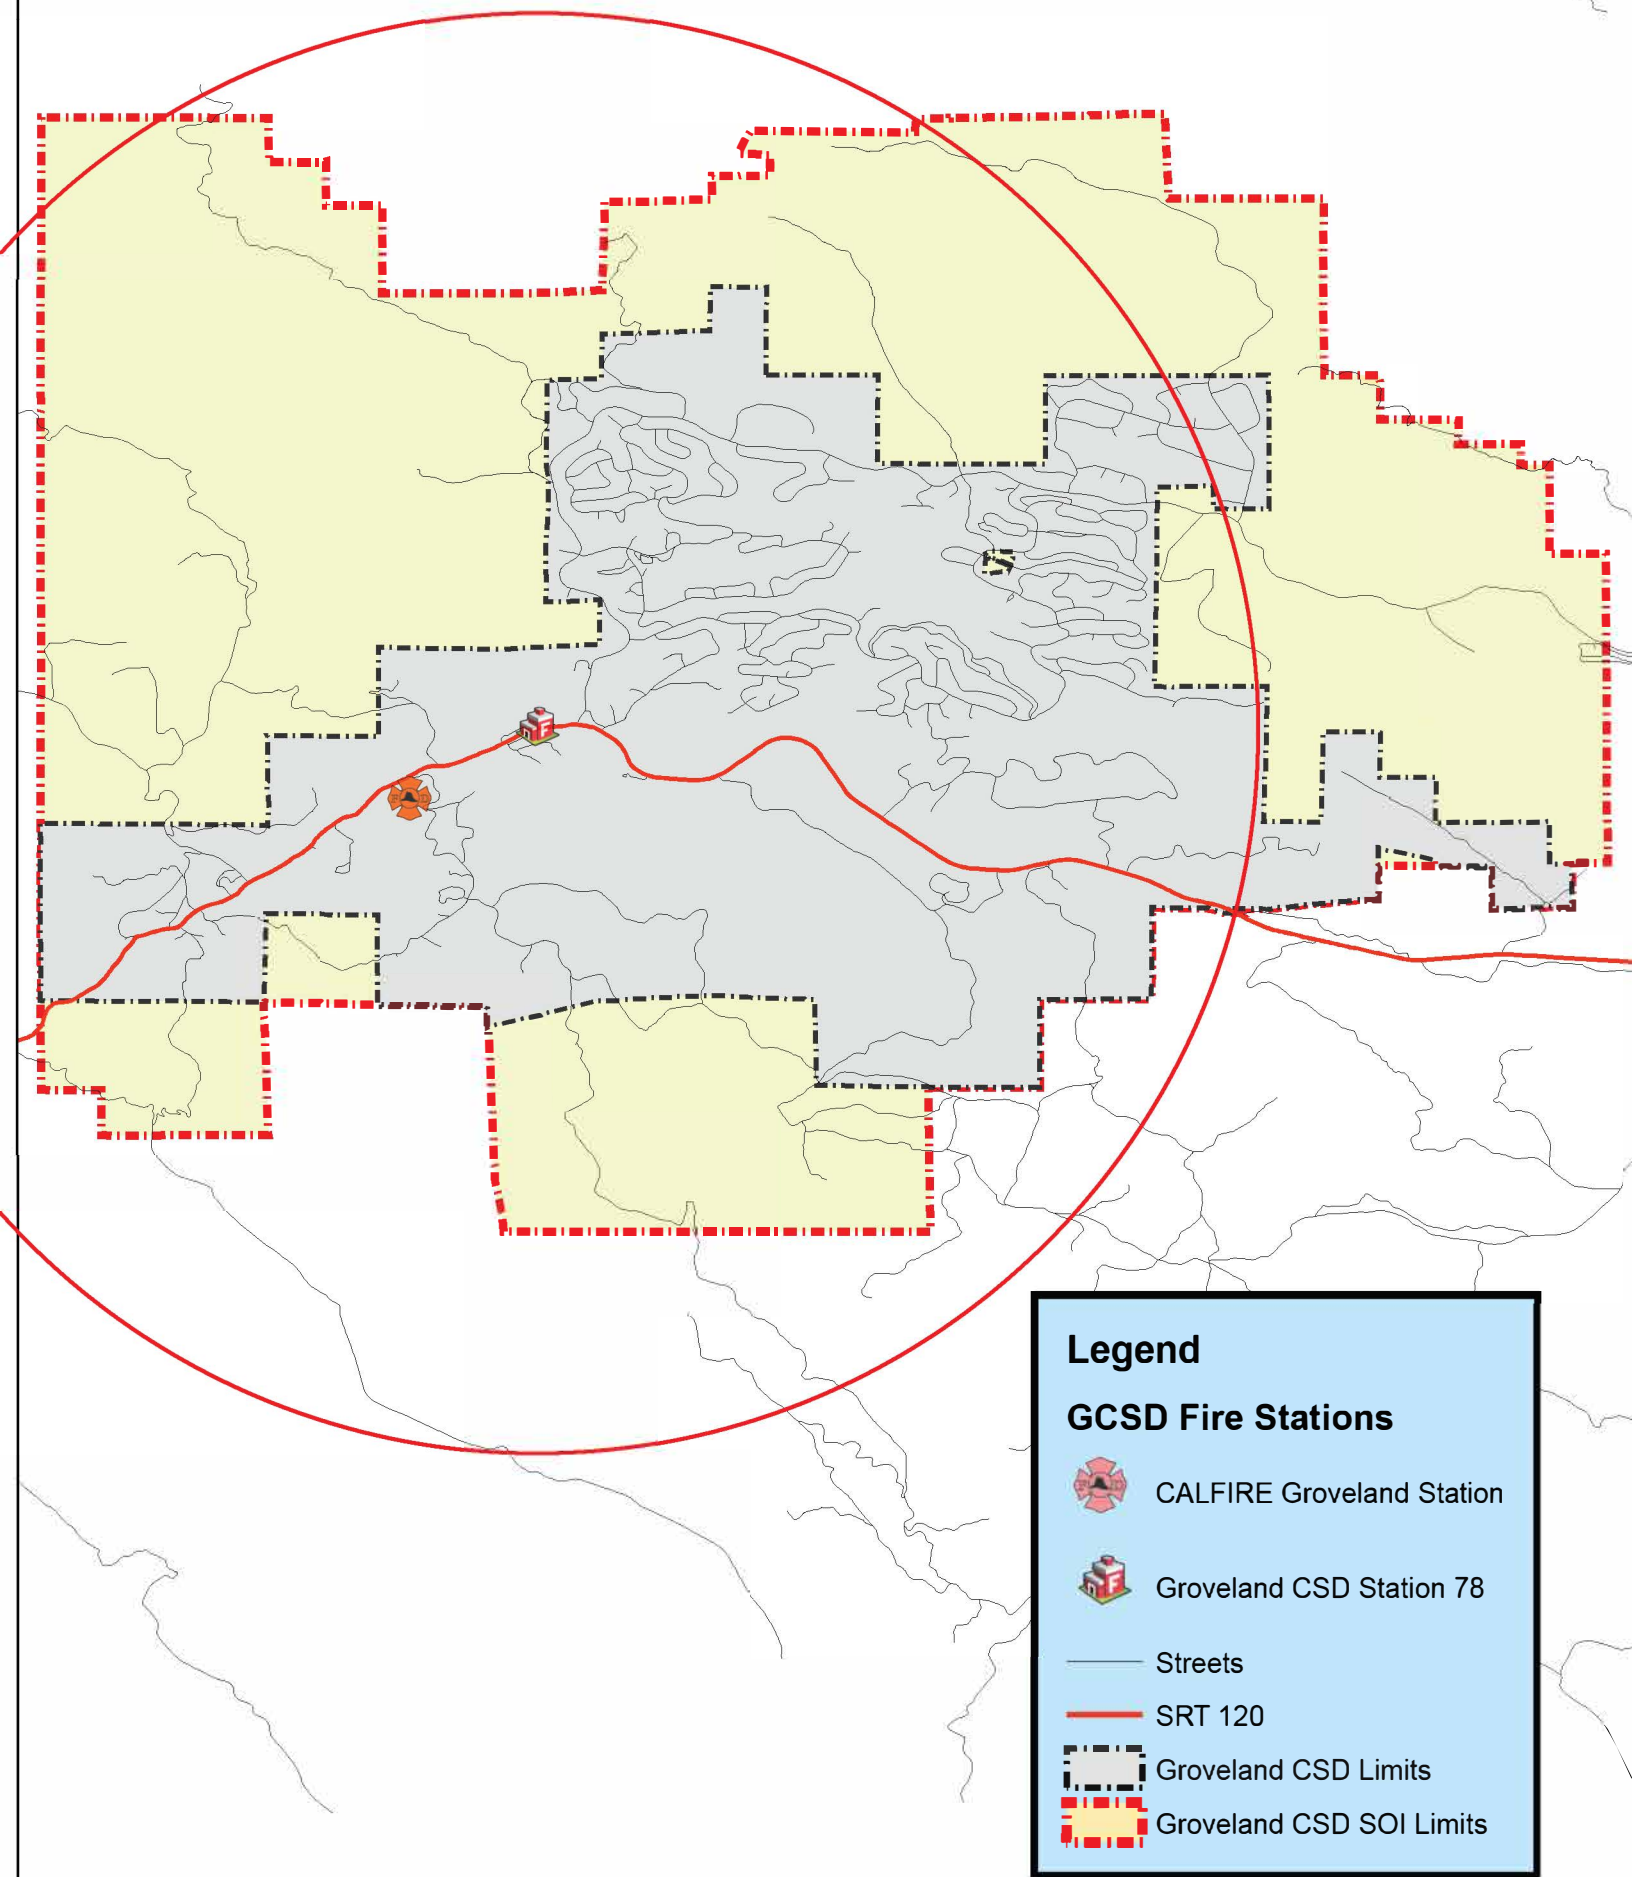 Legend
GCSD Fire Stations
CALFIRE Groveland Station
Groveland CSD Station 78
Streets
SRT 120
Groveland CSD Limits
Groveland CSD SOI Limits